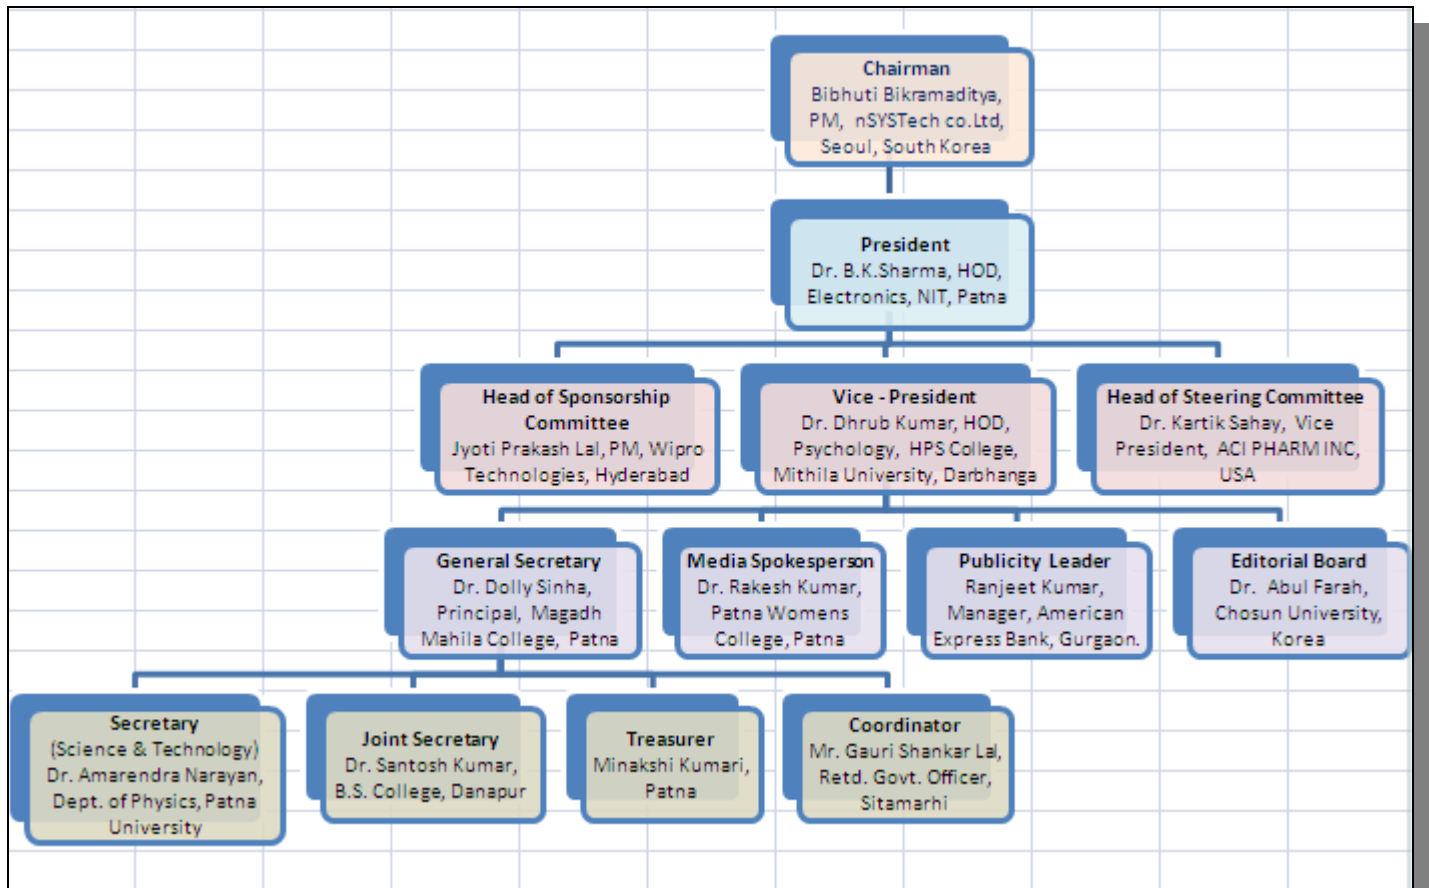 Chairman
Bibhuti Bikramaditya,
PM, nSYSTech co.Ltd,
Seoul, South Korea
President
Dr. B.K.Sharma, HOD,
Electronics, NIT, Patna
Head of Sponsorship
Committee
Jyoti Prakash Lal, PM, Wipro
Technologies, Hyderabad
Vice - President
Dr. Dhrub Kumar, HOD,
Psychology, HPS College,
Mithila University, Darbhanga
Head of Steering Committee
Dr. Kartik Sahay, Vice
President, ACI PHARM INC,
USA
General Secretary
Dr. Dolly Sinha,
Principal, Magadh
Mahila College, Patna
Media Spokesperson
Dr. Rakesh Kumar,
Patna Womens
College, Patna
Publicity Leader
Ranjeet Kumar,
Manager, American
Express Bank, Gurgaon.
Editorial Board
Dr. Abul Farah,
Chosun University,
Korea
Secretary
(Science & Technology)
Dr. Amarendra Narayan,
Dept. of Physics, Patna
University
Joint Secretary
Dr. Santosh Kumar,
B.S. College, Danapur
Treasurer
Minakshi Kumari,
Patna
Coordinator
Mr. Gauri Shankar Lal,
Retd. Govt. Officer,
Sitamarhi